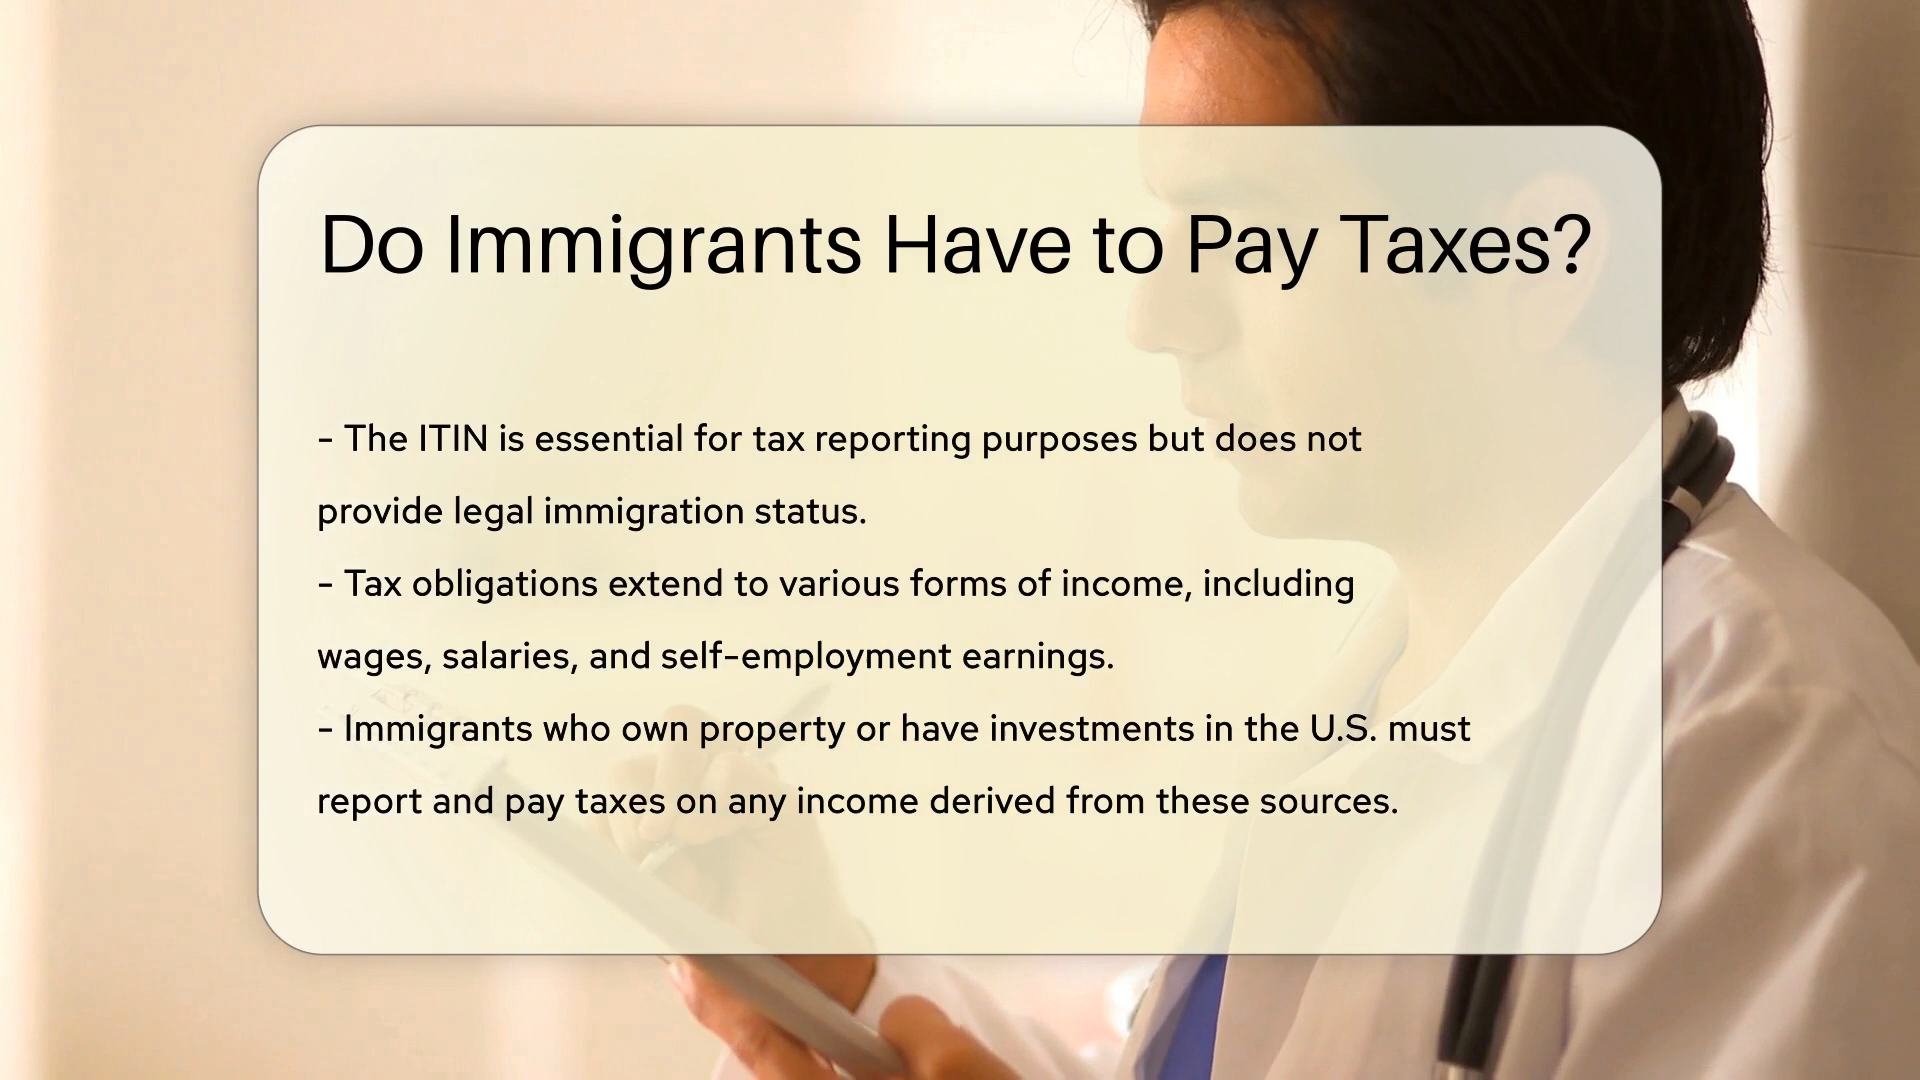 Do Immigrants Have to Pay Taxes?
- The ITIN is essential for tax reporting purposes but does not
provide legal immigration status.
- Tax obligations extend to various forms of income, including
wages, salaries, and self-employment earnings.
- Immigrants who own property or have investments in the U.S. must
report and pay taxes on any income derived from these sources.